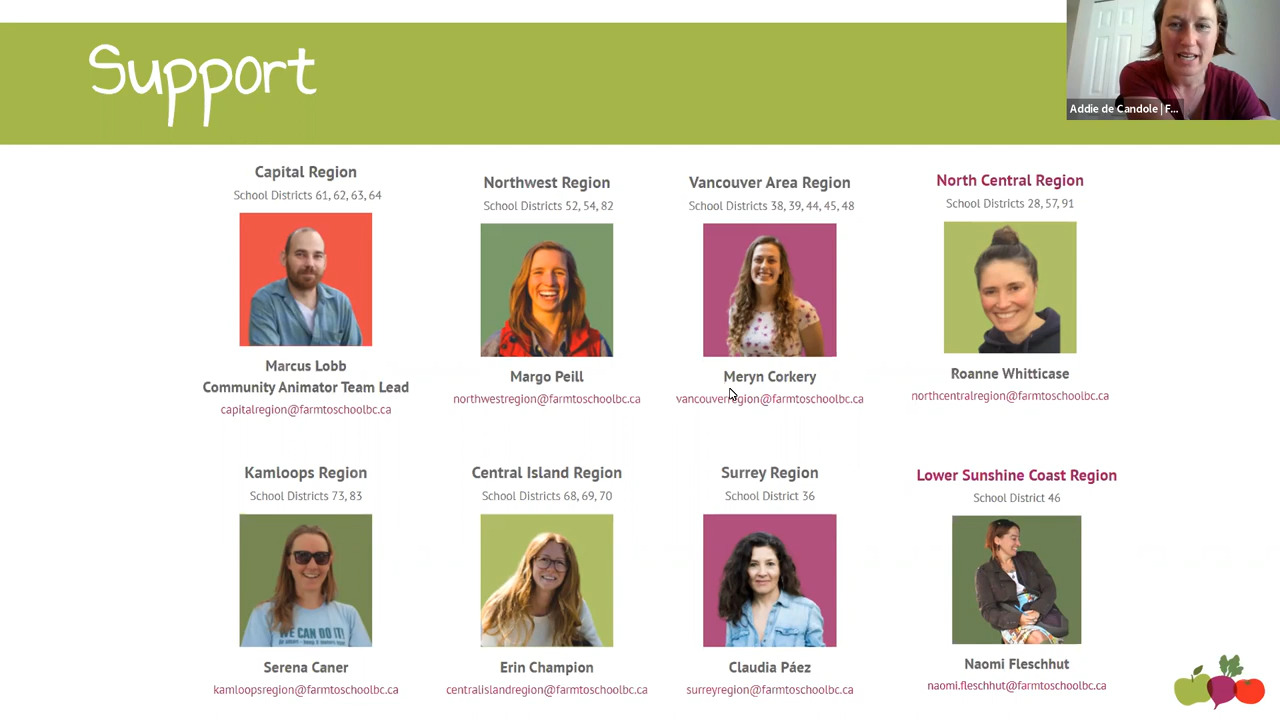 Support
Addie de Candole | F...
Capital Region
School Districts 61, 62, 63, 64
Marcus Lobb
Community Animator Team Lead
capitalregion@farmtoschoolbc.ca
Northwest Region
School Districts 52, 54, 82
Margo Peill
northwestregion@farmtoschoolbc.ca
Vancouver Area Region
School Districts 38, 39, 44, 45, 48
Meryn Corkery
vancouverregion@farmtoschoolbc.ca
North Central Region
School Districts 28, 57, 91
Roanne Whitticase
northcentralregion@farmtoschoolbc.ca
Kamloops Region
School Districts 73, 83
WE CAN DO IT!
Serena Caner
kamloopsregion@farmtoschoolbc.ca
Central Island Region
School Districts 68, 69, 70
Erin Champion
centralislandregion@farmtoschoolbc.ca
Surrey Region
School District 36
Claudia Páez
surreyregion@farmtoschoolbc.ca
Lower Sunshine Coast Region
School District 46
Naomi Fleschhut
naomi.fleschhut@farmtoschoolbc.ca